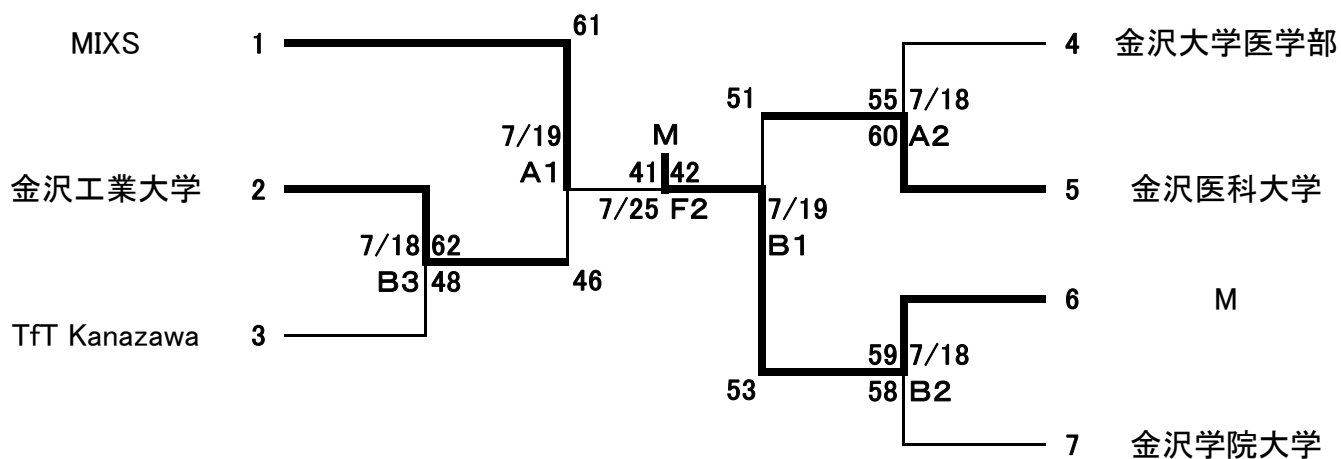 MIXS 1
61
7/19
A1
金沢工業大学 2
7/18 62
B3 48
46
TfT Kanazawa 3
M
41 42
7/25 F2
51
53
7/19
B1
4 金沢大学医学部
55 7/18
60 A2
5 金沢医科大学
6 M
59 7/18
58 B2
7 金沢学院大学